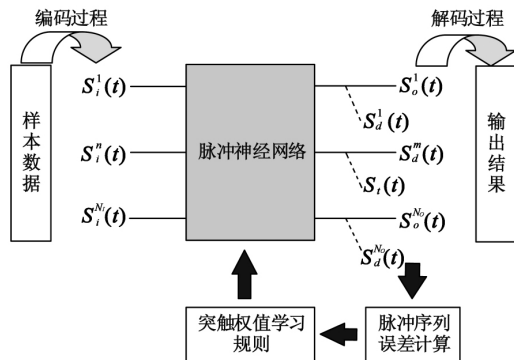 编码过程
解码过程
样本数据
S_i^1(t)
S_i^n(t)
S_i^{N_I}(t)
脉冲神经网络
S_o^1(t)
S_d^1(t)
S_d^m(t)
S_t(t)
S_o^{N_O}(t)
S_d^{N_O}(t)
输出结果
突触权值学习
规则
脉冲序列
误差计算